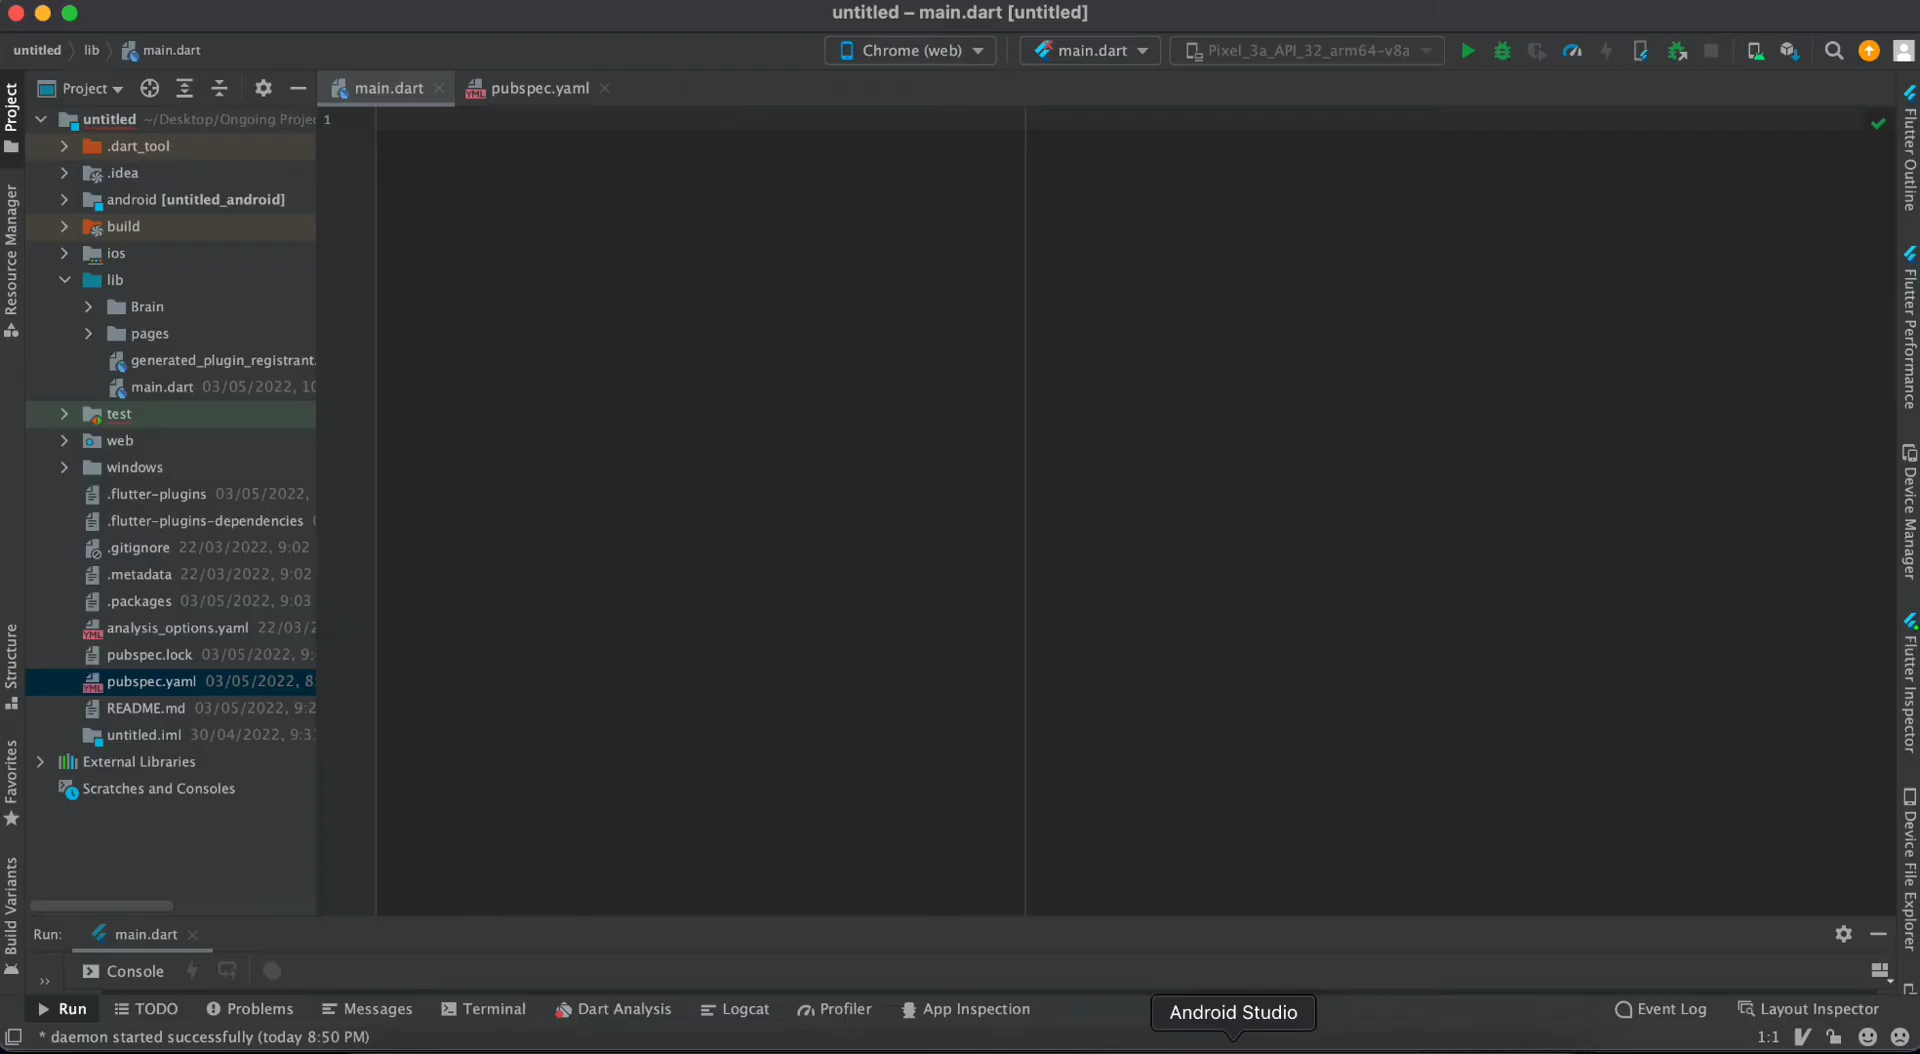 untitled – main.dart [untitled]
untitled lib main.dart
Chrome (web) main.dart Pixel_3a_API_32_arm64-v8a
Project
main.dart pubspec.yaml
untitled ~/Desktop/Ongoing Proje
1
.dart_tool
.idea
android [untitled_android]
build
ios
lib
Brain
pages
generated_plugin_registrant.
main.dart 03/05/2022, 10
test
web
windows
.flutter-plugins 03/05/2022,
.flutter-plugins-dependencies
.gitignore 22/03/2022, 9:02
.metadata 22/03/2022, 9:02
.packages 03/05/2022, 9:03
YML analysis_options.yaml 22/03/2
pubspec.lock 03/05/2022, 9:
YML pubspec.yaml 03/05/2022, 8
README.md 03/05/2022, 9:2
untitled.iml 30/04/2022, 9:3
External Libraries
Scratches and Consoles
Project
Resource Manager
Structure
Favorites
Build Variants
Flutter Outline
Flutter Performance
Device Manager
Flutter Inspector
Device File Explorer
Run: main.dart
Console
Run TODO Problems Messages Terminal Dart Analysis Logcat Profiler App Inspection
Android Studio
Event Log Layout Inspector
* daemon started successfully (today 8:50 PM)
1:1